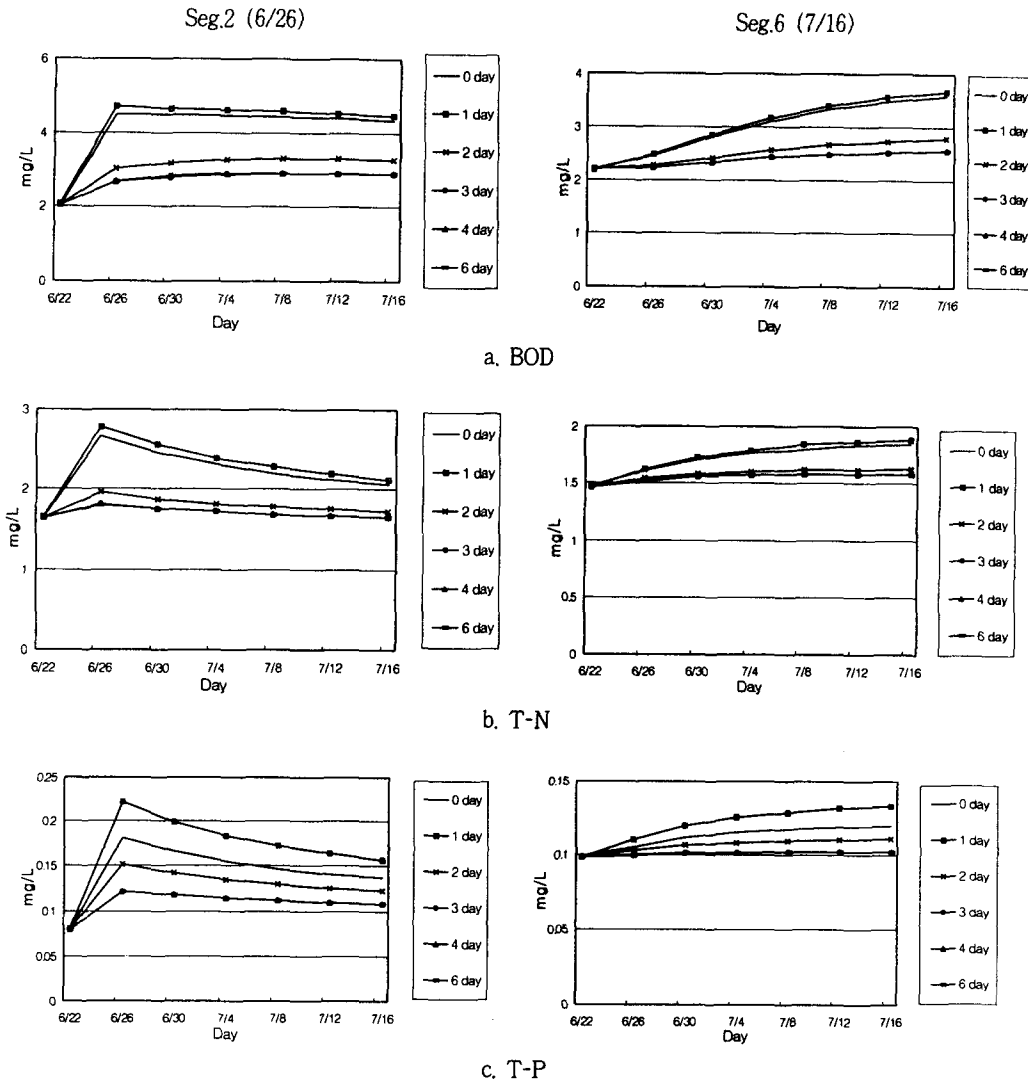 Seg.2 (6/26)
Seg.6 (7/16)
6
4
2
0
mg/L
6/22 6/26 6/30 7/4 7/8 7/12 7/16
Day
0 day
1 day
2 day
3 day
4 day
6 day
4
3
2
1
0
mg/L
6/22 6/26 6/30 7/4 7/8 7/12 7/16
Day
0 day
1 day
2 day
3 day
4 day
6 day
a. BOD
3
2
1
0
mg/L
6/22 6/26 6/30 7/4 7/8 7/12 7/16
Day
0 day
1 day
2 day
3 day
4 day
6 day
2
1.5
1
0.5
0
mg/L
6/22 6/26 6/30 7/4 7/8 7/12 7/16
Day
0 day
1 day
2 day
3 day
4 day
6 day
b. T-N
0.25
0.2
0.15
0.1
0.05
0
mg/L
6/22 6/26 6/30 7/4 7/8 7/12 7/16
Day
0 day
1 day
2 day
3 day
4 day
6 day
0.15
0.1
0.05
0
mg/L
6/22 6/26 6/30 7/4 7/8 7/12 7/16
Day
0 day
1 day
2 day
3 day
4 day
6 day
c. T-P